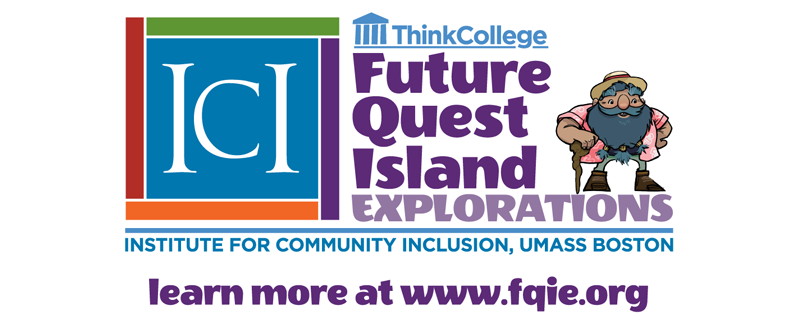 ICI
ThinkCollege
Future
Quest
Island
EXPLORATIONS
INSTITUTE FOR COMMUNITY INCLUSION, UMASS BOSTON
learn more at www.fqie.org